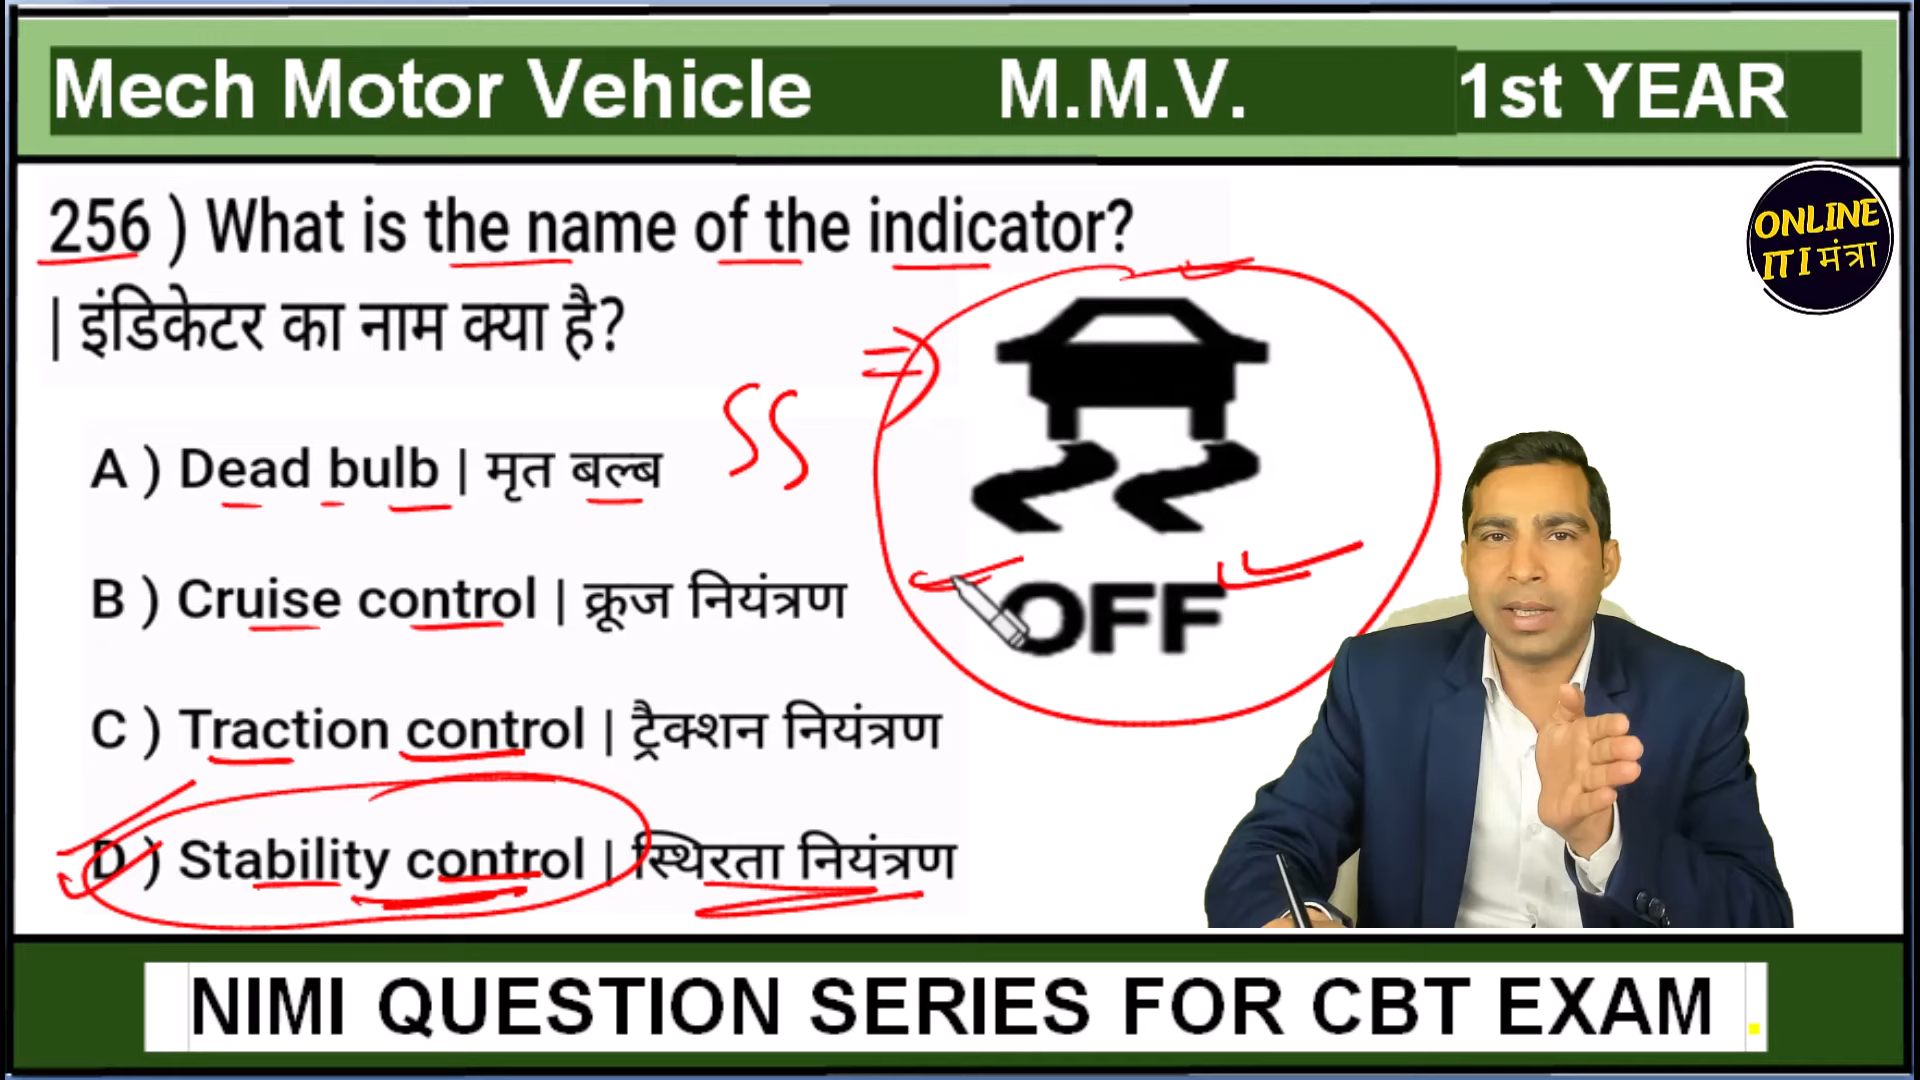 Mech Motor Vehicle M.M.V. 1st YEAR
ONLINE
ITI मंत्रा
256 ) What is the name of the indicator?
| इंडिकेटर का नाम क्या है?
A ) Dead bulb | मृत बल्ब
B ) Cruise control | क्रूज नियंत्रण
C ) Traction control | ट्रैक्शन नियंत्रण
D ) Stability control | स्थिरता नियंत्रण
OFF
NIMI QUESTION SERIES FOR CBT EXAM .